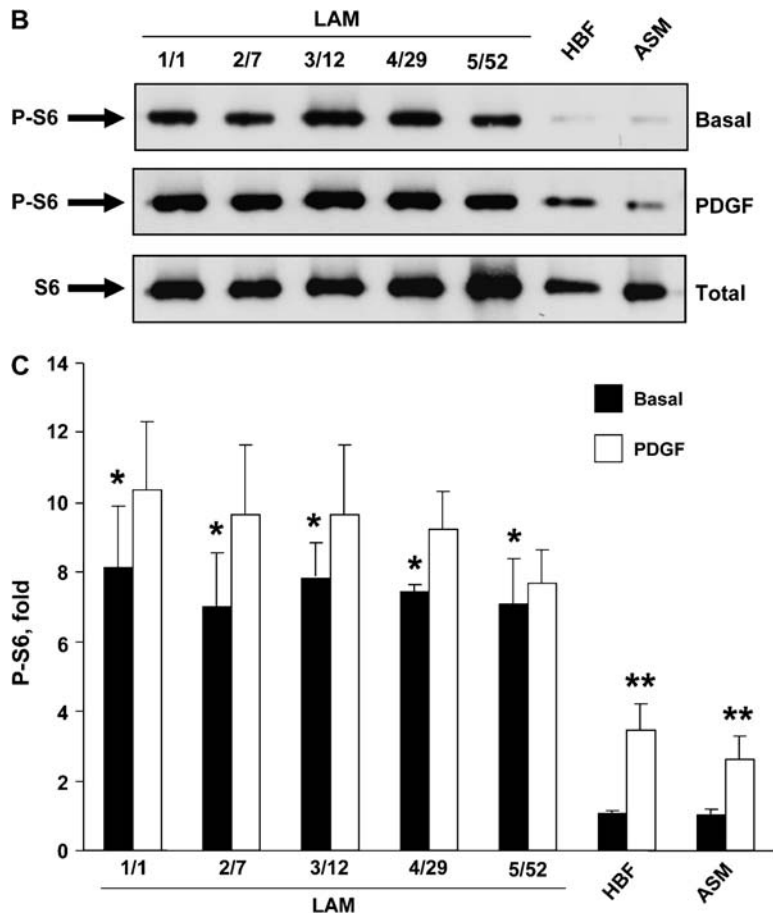 B
LAM
1/1 2/7 3/12 4/29 5/52 HBF ASM
P-S6 Basal
P-S6 PDGF
S6 Total
C
14
12
10
8
6
4
2
0
P-S6, fold
Basal
PDGF
* * * * * ** **
1/1 2/7 3/12 4/29 5/52 HBF ASM
LAM